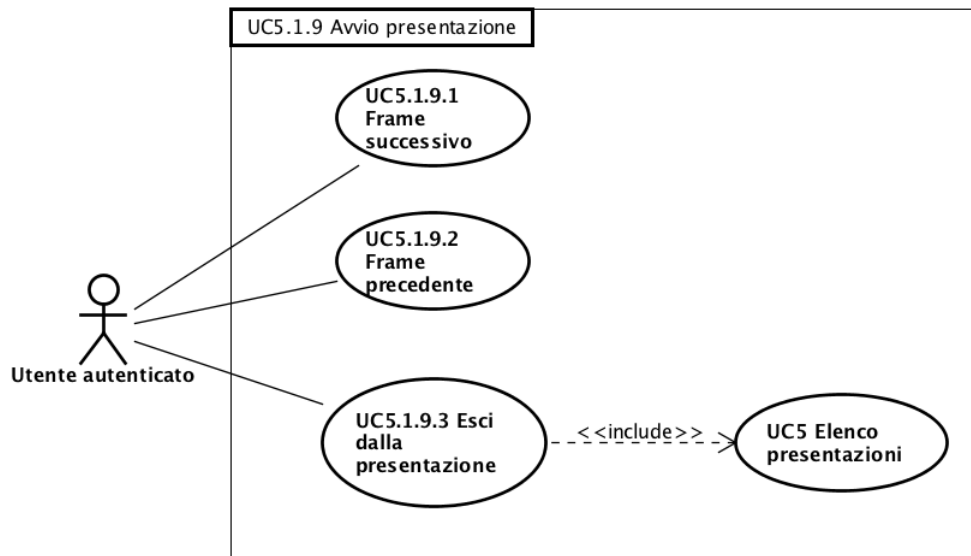 UC5.1.9 Avvio presentazione
UC5.1.9.1
Frame
successivo
UC5.1.9.2
Frame
precedente
Utente autenticato
UC5.1.9.3 Esci
dalla
presentazione
<<include>>
UC5 Elenco
presentazioni